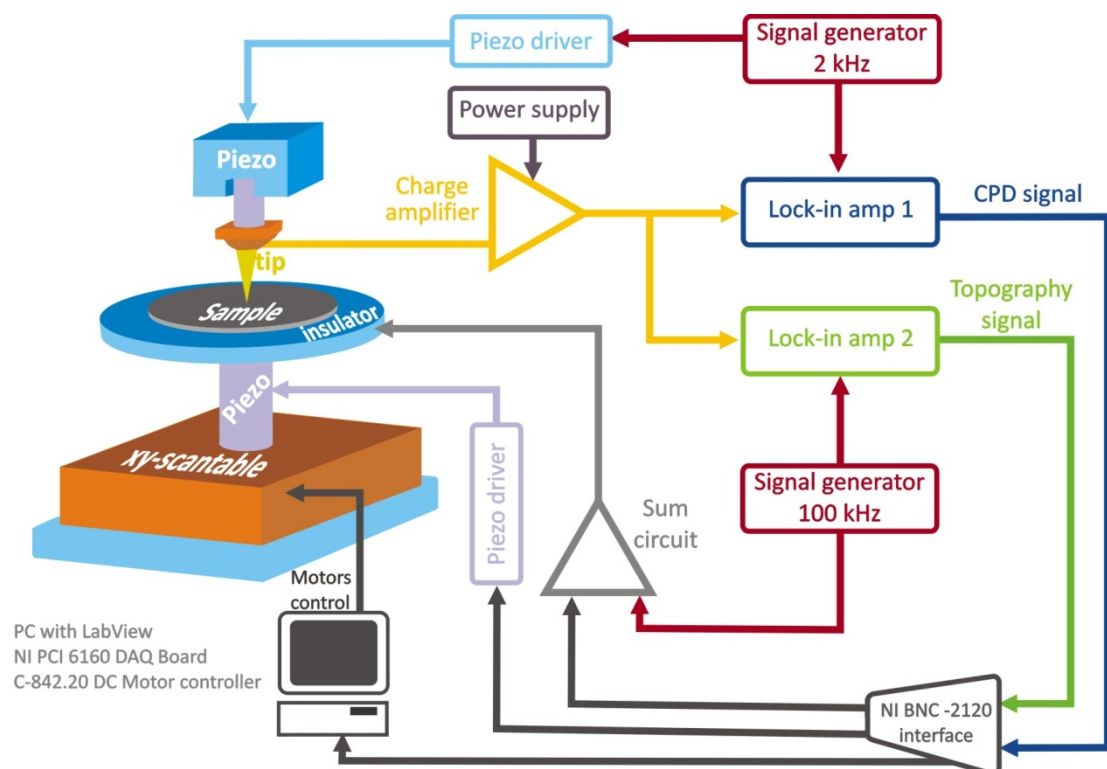 Piezo driver
Signal generator
2 kHz
Power supply
Piezo
Charge
amplifier
Lock-in amp 1
CPD signal
tip
Sample
insulator
Topography
signal
Lock-in amp 2
Piezo
xy-scantable
Piezo driver
Signal generator
100 kHz
Sum
circuit
Motors
control
PC with LabView
NI PCI 6160 DAQ Board
C-842.20 DC Motor controller
NI BNC -2120
interface